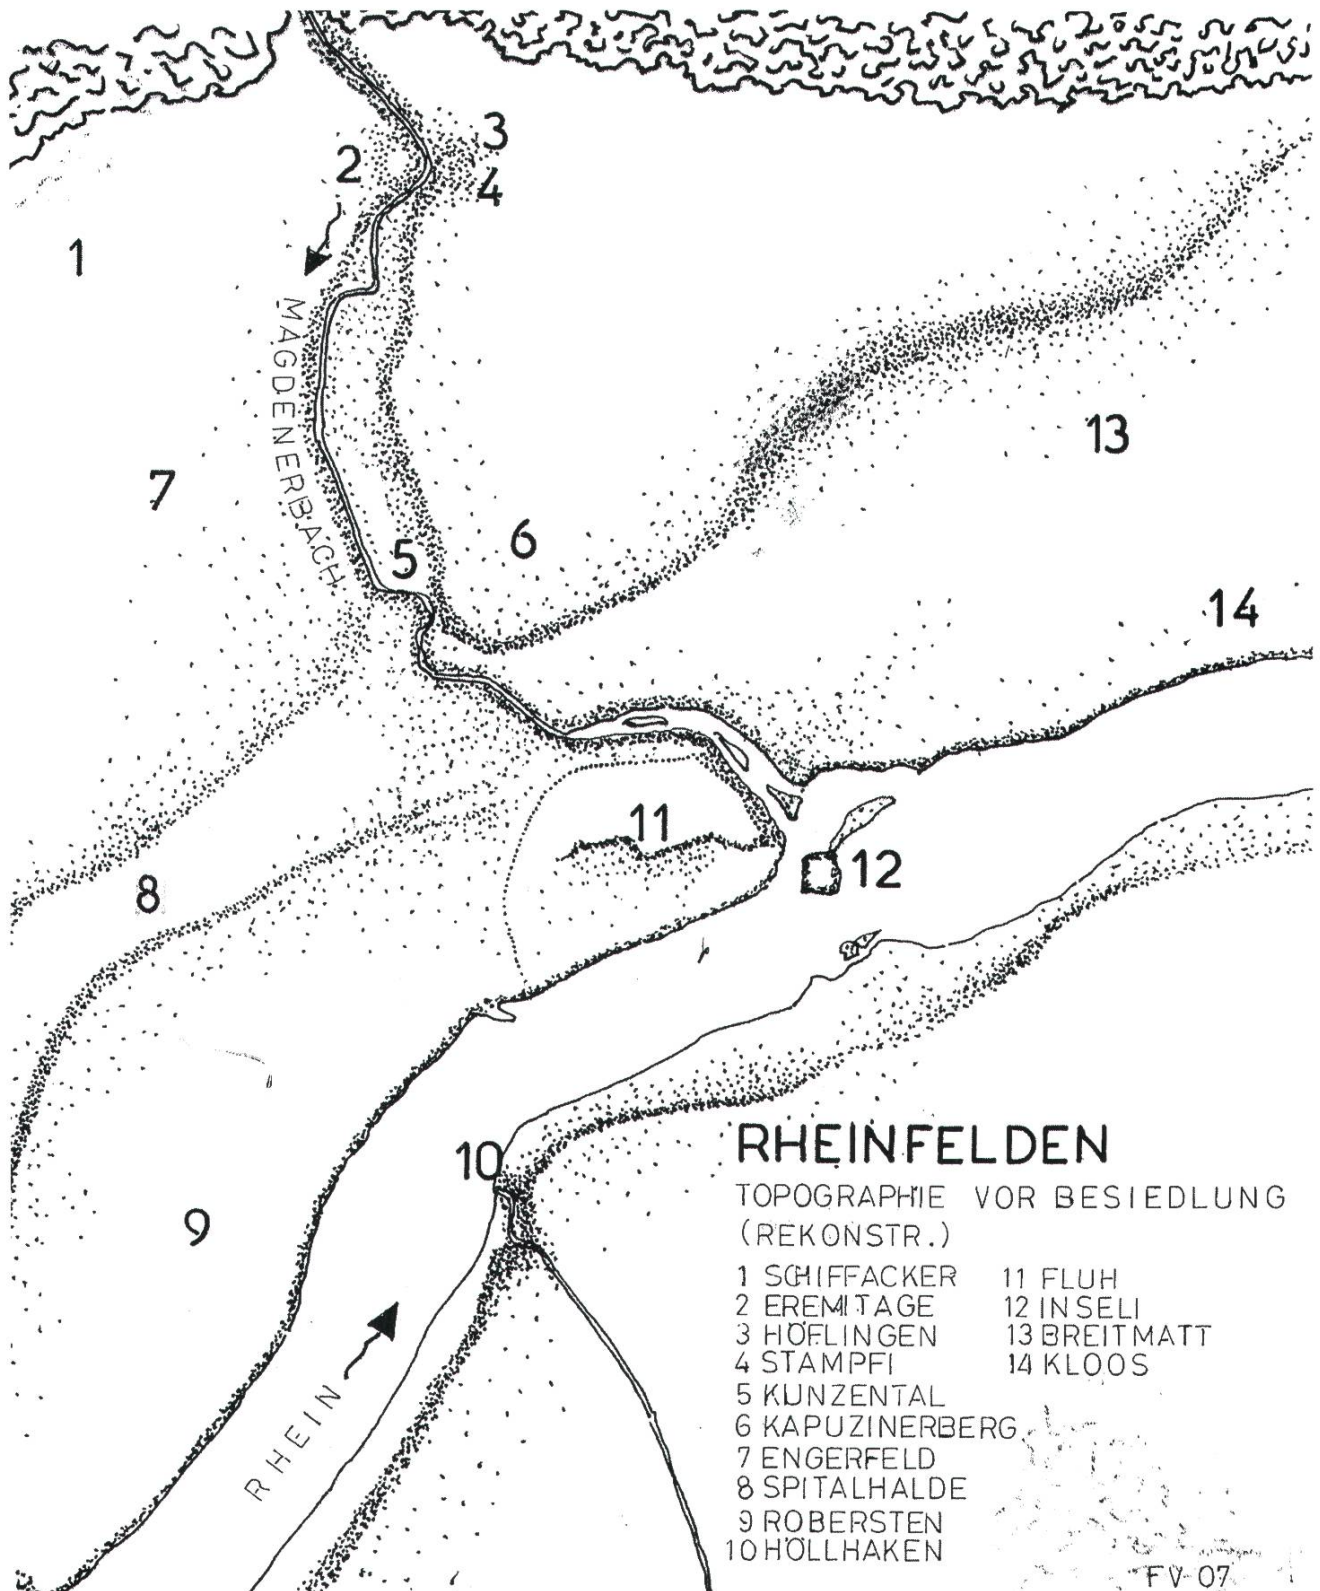 3
2
4
1
MAGDENERBACH
13
7
6
5
14
11
12
8
10
9
RHEIN
RHEINFELDEN
TOPOGRAPHIE VOR BESIEDLUNG
(REKONSTR.)
1 SCHIFFACKER
2 EREMITAGE
3 HÖFLINGEN
4 STAMPFI
5 KUNZENTAL
6 KAPUZINERBERG
7 ENGERFELD
8 SPITALHALDE
9 ROBERSTEN
10 HÖLLHAKEN
11 FLUH
12 INSELI
13 BREITMATT
14 KLOOS
FV 07